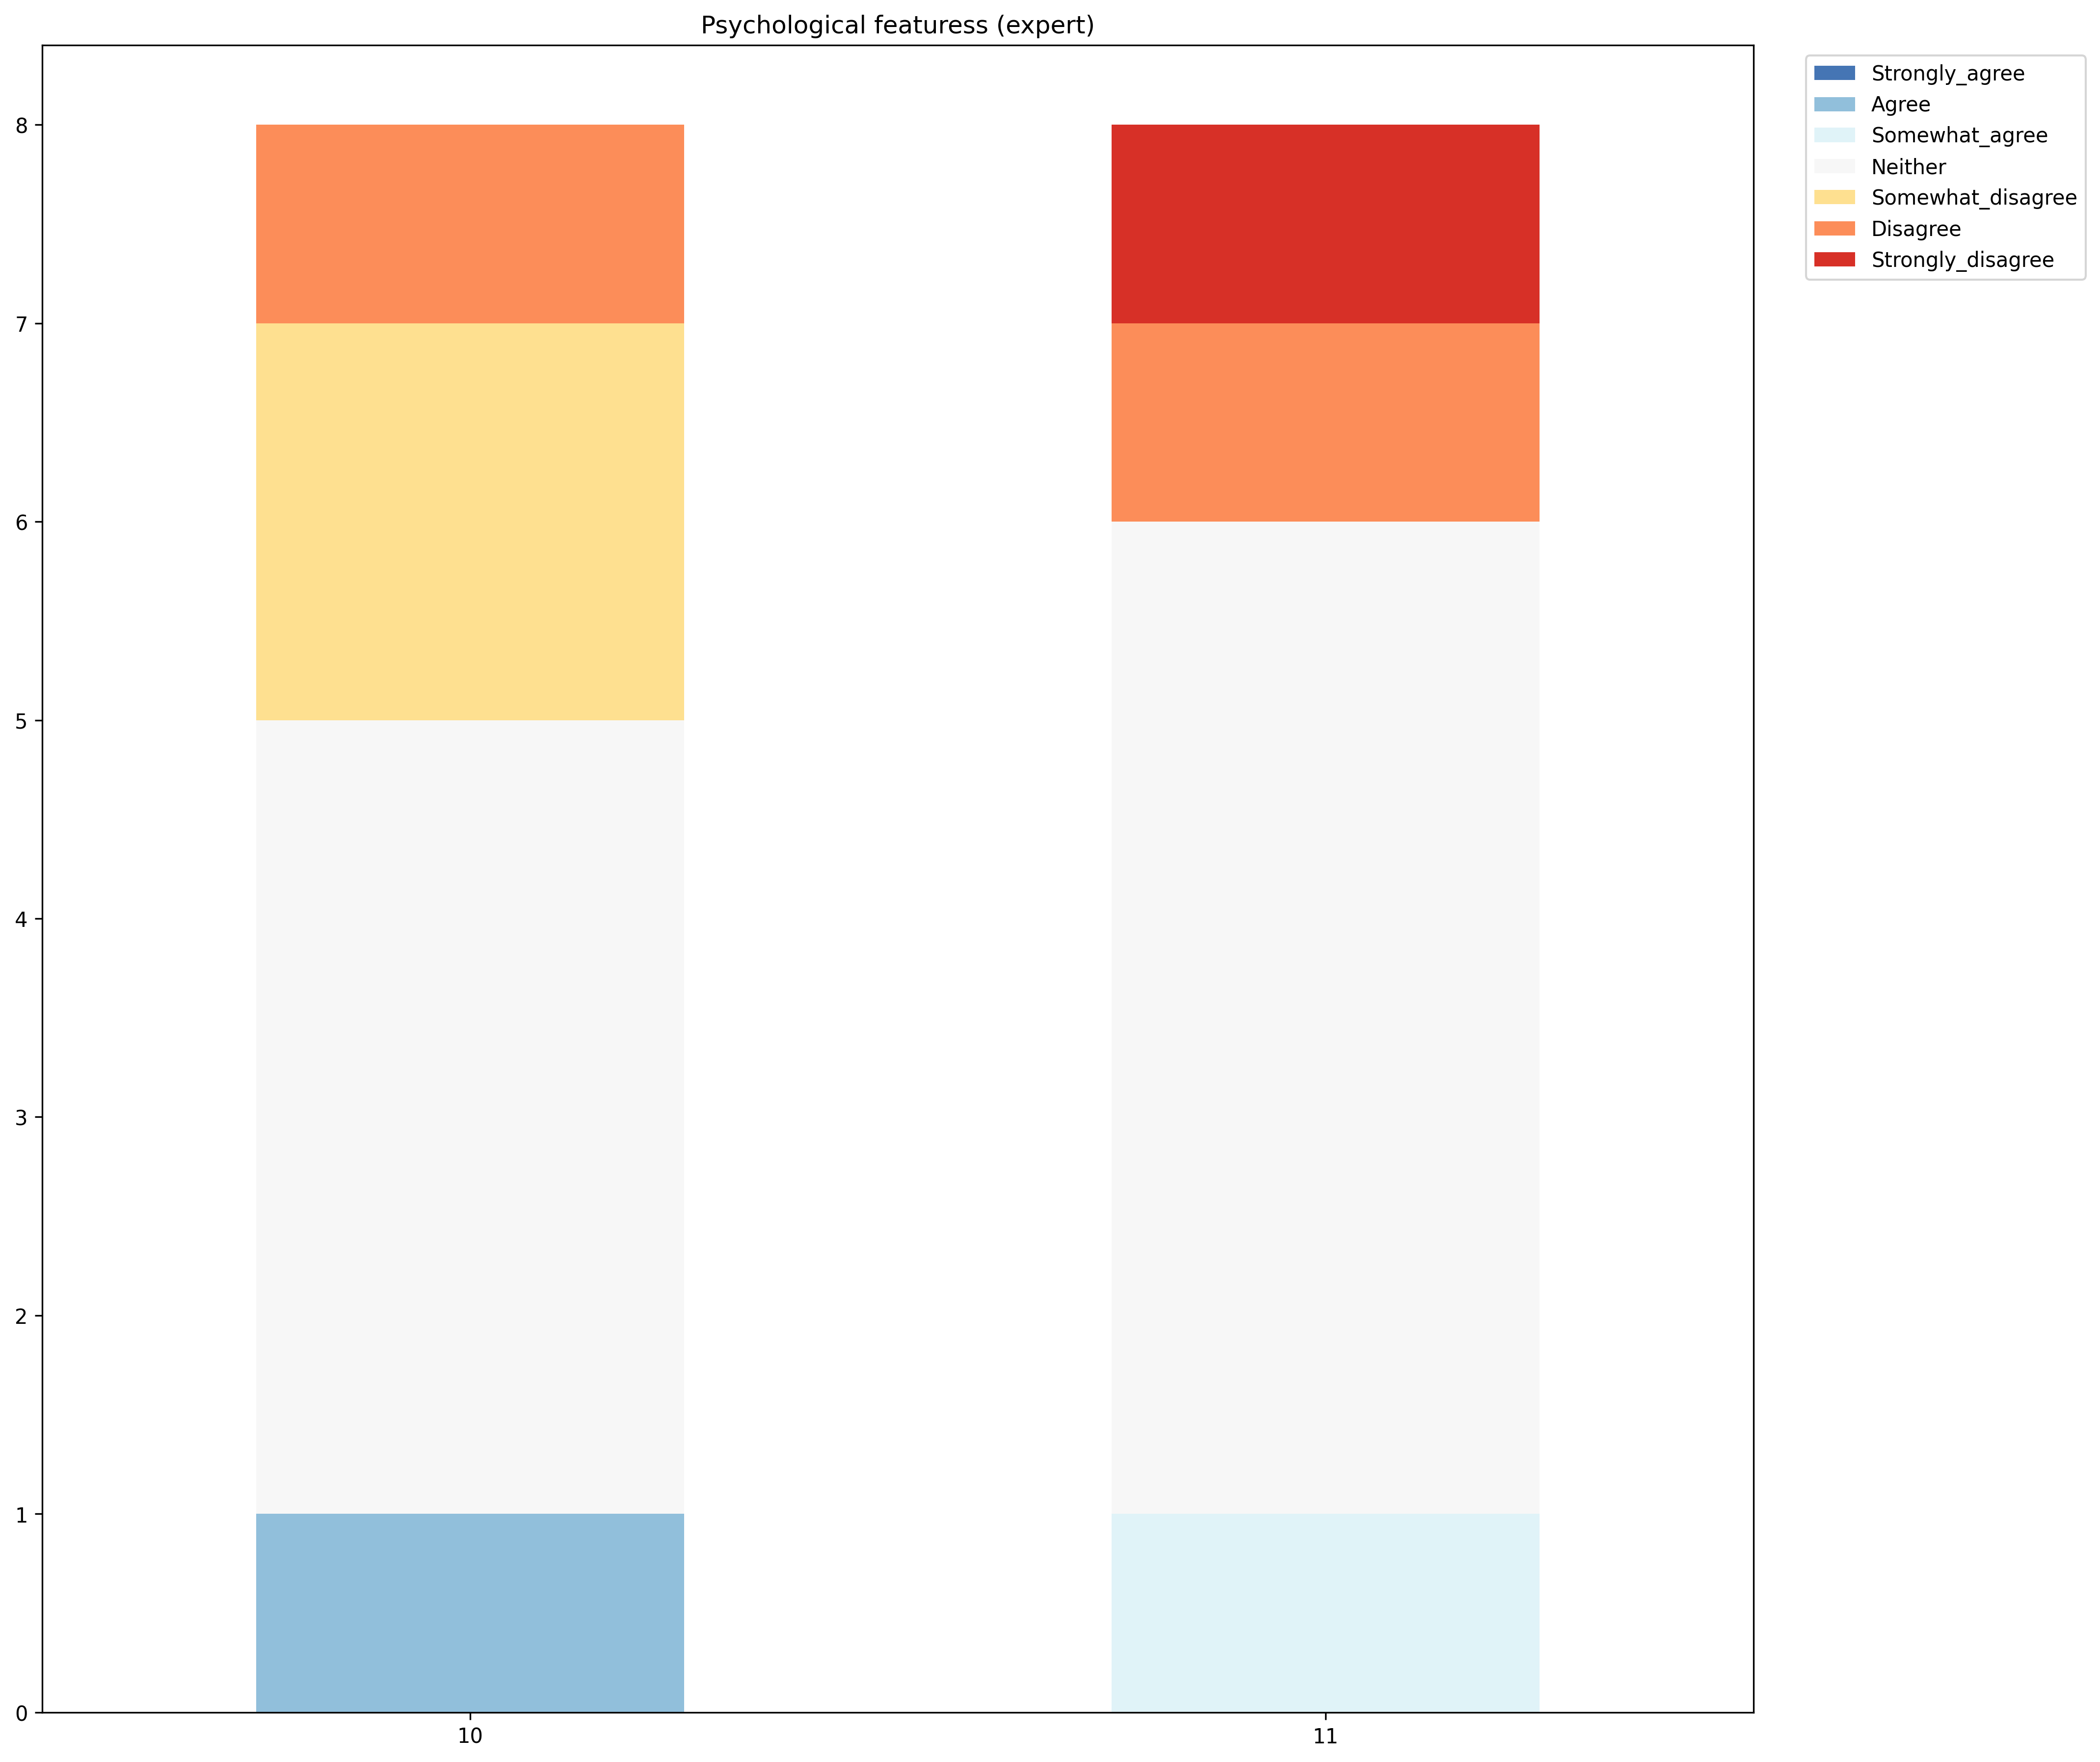 Psychological featuress (expert)
Strongly_agree
Agree
Somewhat_agree
Neither
Somewhat_disagree
Disagree
Strongly_disagree
8
7
6
5
4
3
2
1
0
10 11